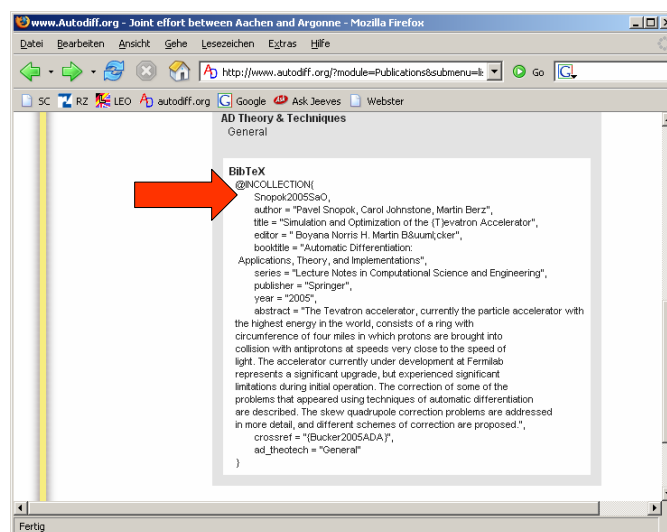 www.Autodiff.org - Joint effort between Aachen and Argonne - Mozilla Firefox
Datei Bearbeiten Ansicht Gehe Lesezeichen Extras Hilfe
http://www.autodiff.org/?module=Publications&submenu=li Go G
SC RZ LEO autodiff.org Google Ask Jeeves Webster
AD Theory & Techniques
General
BibTeX
@INCOLLECTION{
Snopok2005SaO,
author = "Pavel Snopok, Carol Johnstone, Martin Berz",
title = "Simulation and Optimization of the {T}evatron Accelerator",
editor = " Boyana Norris H. Martin B&uuml;cker",
booktitle = "Automatic Differentiation:
Applications, Theory, and Implementations",
series = "Lecture Notes in Computational Science and Engineering",
publisher = "Springer",
year = "2005",
abstract = "The Tevatron accelerator, currently the particle accelerator with
the highest energy in the world, consists of a ring with
circumference of four miles in which protons are brought into
collision with antiprotons at speeds very close to the speed of
light. The accelerator currently under development at Fermilab
represents a significant upgrade, but experienced significant
limitations during initial operation. The correction of some of the
problems that appeared using techniques of automatic differentiation
are described. The skew quadrupole correction problems are addressed
in more detail, and different schemes of correction are proposed.",
crossref = "{Bucker2005ADA}",
ad_theotech = "General"
}
Fertig